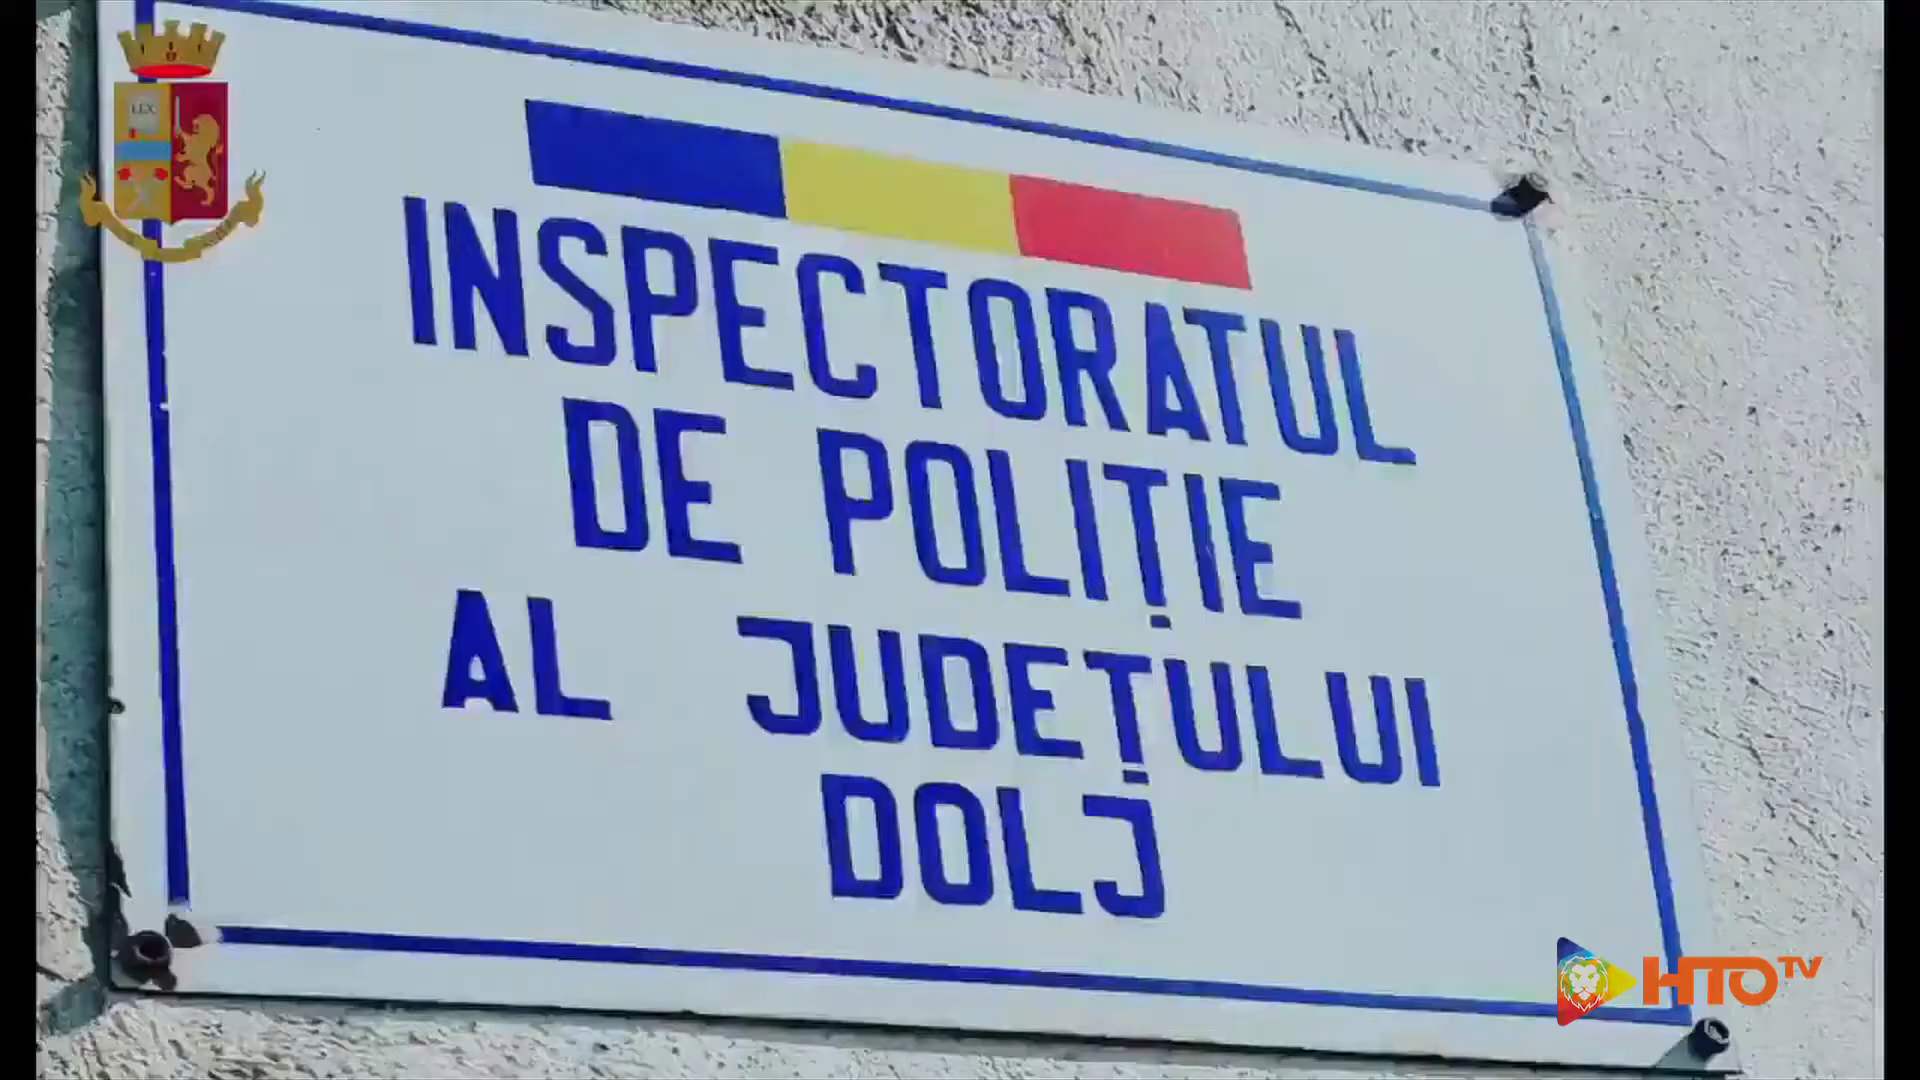 LEX
INSPECTORATUL
DE POLIȚIE
AL JUDEȚULUI
DOLJ
HTO TV